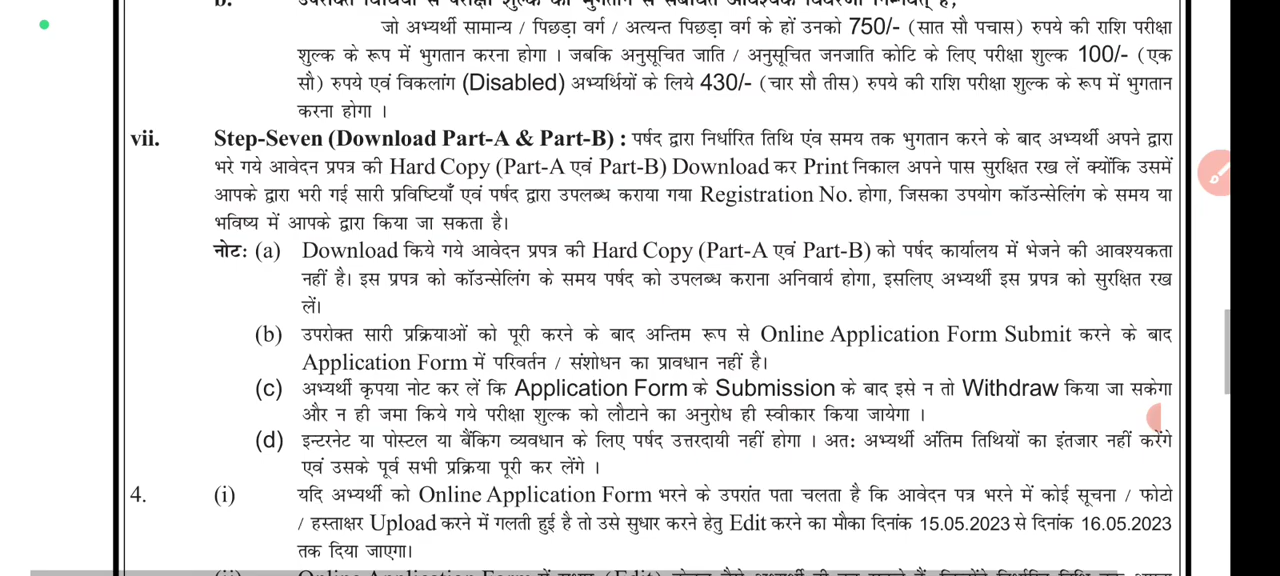 b. उपरोक्त विधियों से परीक्षा शुल्क का भुगतान से संबंधित आवश्यक विवरणी निम्नवत् है;
जो अभ्यर्थी सामान्य / पिछड़ा वर्ग / अत्यन्त पिछड़ा वर्ग के हों उनको 750/- (सात सौ पचास) रुपये की राशि परीक्षा
शुल्क के रूप में भुगतान करना होगा । जबकि अनुसूचित जाति / अनुसूचित जनजाति कोटि के लिए परीक्षा शुल्क 100/- (एक
सौ) रुपये एवं विकलांग (Disabled) अभ्यर्थियों के लिये 430/- (चार सौ तीस) रुपये की राशि परीक्षा शुल्क के रूप में भुगतान
करना होगा ।
vii. Step-Seven (Download Part-A & Part-B) : पर्षद द्वारा निर्धारित तिथि एंव समय तक भुगतान करने के बाद अभ्यर्थी अपने द्वारा
भरे गये आवेदन प्रपत्र की Hard Copy (Part-A एवं Part-B) Download कर Print निकाल अपने पास सुरक्षित रख लें क्योंकि उसमें
आपके द्वारा भरी गई सारी प्रविष्टियाँ एवं पर्षद द्वारा उपलब्ध कराया गया Registration No. होगा, जिसका उपयोग कॉउन्सेलिंग के समय या
भविष्य में आपके द्वारा किया जा सकता है।
नोट: (a) Download किये गये आवेदन प्रपत्र की Hard Copy (Part-A एवं Part-B) को पर्षद कार्यालय में भेजने की आवश्यकता
नहीं है। इस प्रपत्र को कॉउन्सेलिंग के समय पर्षद को उपलब्ध कराना अनिवार्य होगा, इसलिए अभ्यर्थी इस प्रपत्र को सुरक्षित रख
लें।
(b) उपरोक्त सारी प्रक्रियाओं को पूरी करने के बाद अन्तिम रूप से Online Application Form Submit करने के बाद
Application Form में परिवर्तन / संशोधन का प्रावधान नहीं है।
(c) अभ्यर्थी कृपया नोट कर लें कि Application Form के Submission के बाद इसे न तो Withdraw किया जा सकेगा
और न ही जमा किये गये परीक्षा शुल्क को लौटाने का अनुरोध ही स्वीकार किया जायेगा ।
(d) इन्टरनेट या पोस्टल या बैंकिग व्यवधान के लिए पर्षद उत्तरदायी नहीं होगा । अत: अभ्यर्थी अंतिम तिथियों का इंतजार नहीं करेंगे
एवं उसके पूर्व सभी प्रक्रिया पूरी कर लेंगे ।
4. (i) यदि अभ्यर्थी को Online Application Form भरने के उपरांत पता चलता है कि आवेदन पत्र भरने में कोई सूचना / फोटो
/ हस्ताक्षर Upload करने में गलती हुई है तो उसे सुधार करने हेतु Edit करने का मौका दिनांक 15.05.2023 से दिनांक 16.05.2023
तक दिया जाएगा।